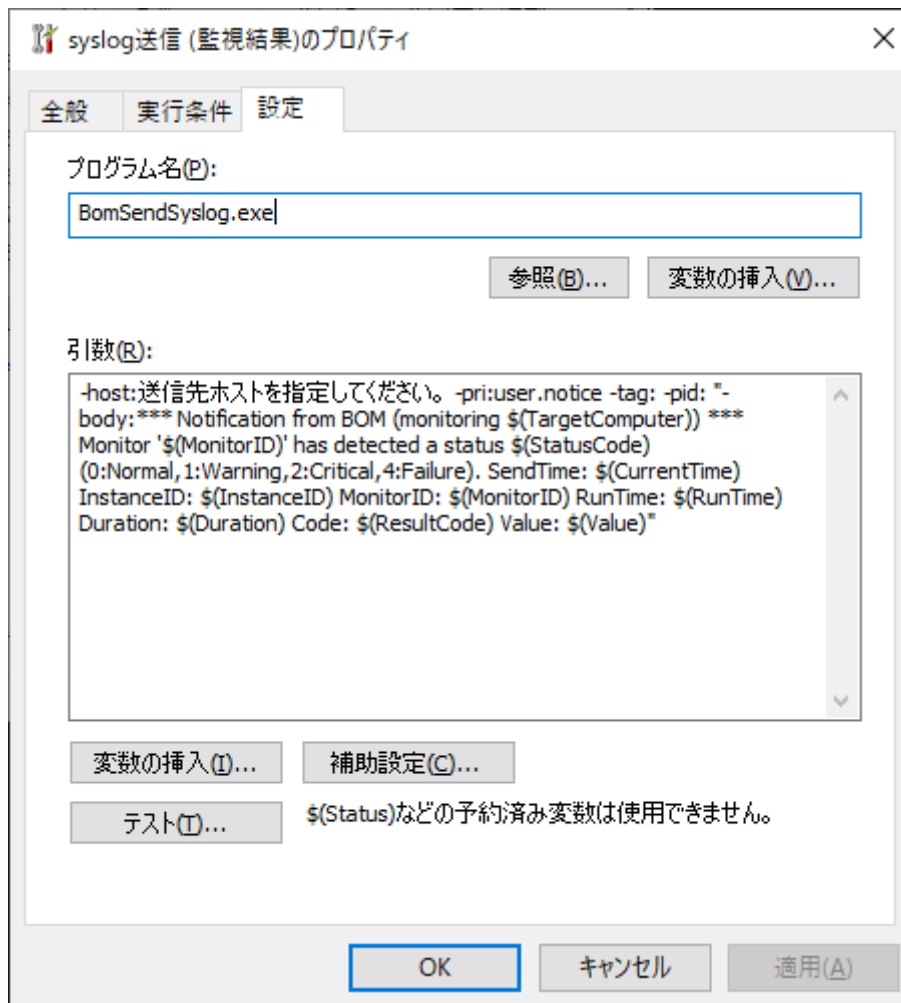 syslog送信 (監視結果)のプロパティ
全般 実行条件 設定
プログラム名(P):
BomSendSyslog.exe
参照(B)... 変数の挿入(V)...
引数(R):
-host:送信先ホストを指定してください。-pri:user.notice -tag: -pid: "-
body:*** Notification from BOM (monitoring $(TargetComputer)) ***
Monitor '$(MonitorID)' has detected a status $(StatusCode)
(0:Normal,1:Warning,2:Critical,4:Failure). SendTime: $(CurrentTime)
InstanceID: $(InstanceID) MonitorID: $(MonitorID) RunTime: $(RunTime)
Duration: $(Duration) Code: $(ResultCode) Value: $(Value)"
変数の挿入(I)... 補助設定(C)...
テスト(T)... $(Status)などの予約済み変数は使用できません。
OK キャンセル 適用(A)